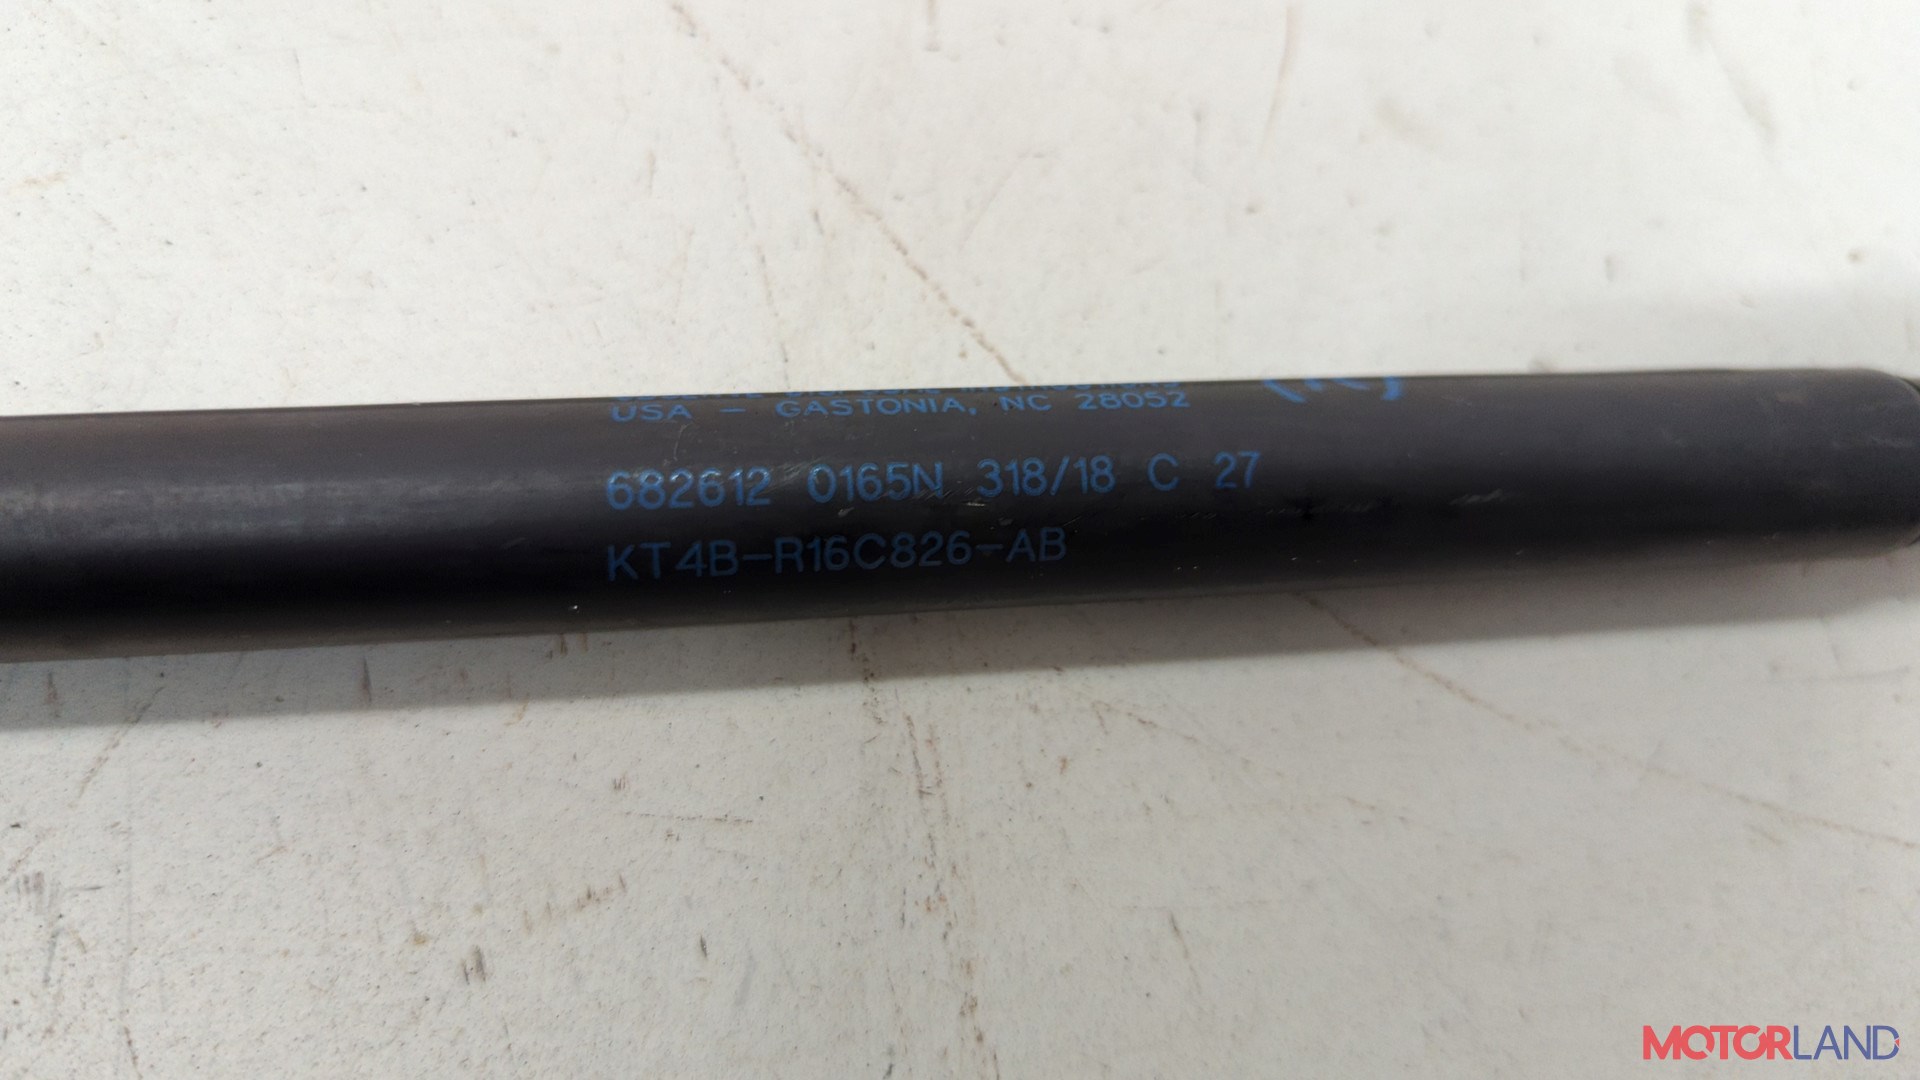 USA - GASTONIA, NC 28052
682612 0165N 318/18 C 27
KT4B-R16C826-AB
MOTORLAND